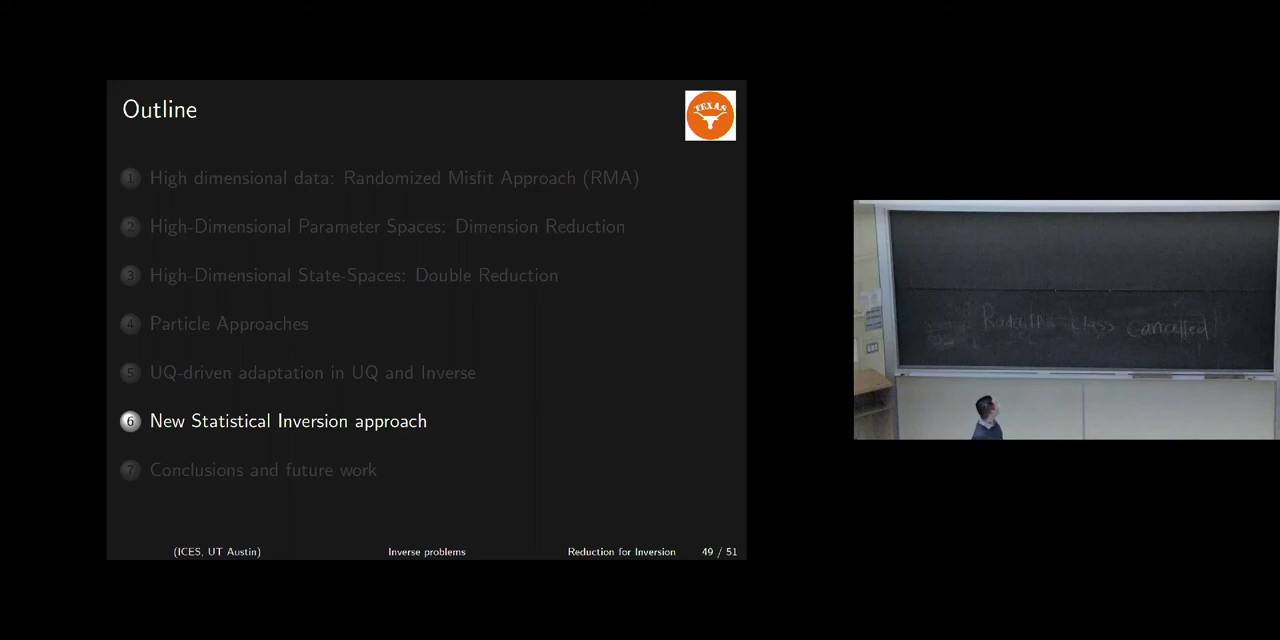 Outline
TEXAS
1 High dimensional data: Randomized Misfit Approach (RMA)
2 High-Dimensional Parameter Spaces: Dimension Reduction
3 High-Dimensional State-Spaces: Double Reduction
4 Particle Approaches
5 UQ-driven adaptation in UQ and Inverse
6 New Statistical Inversion approach
7 Conclusions and future work
(ICES, UT Austin) Inverse problems Reduction for Inversion 49 / 51
class Cancelled